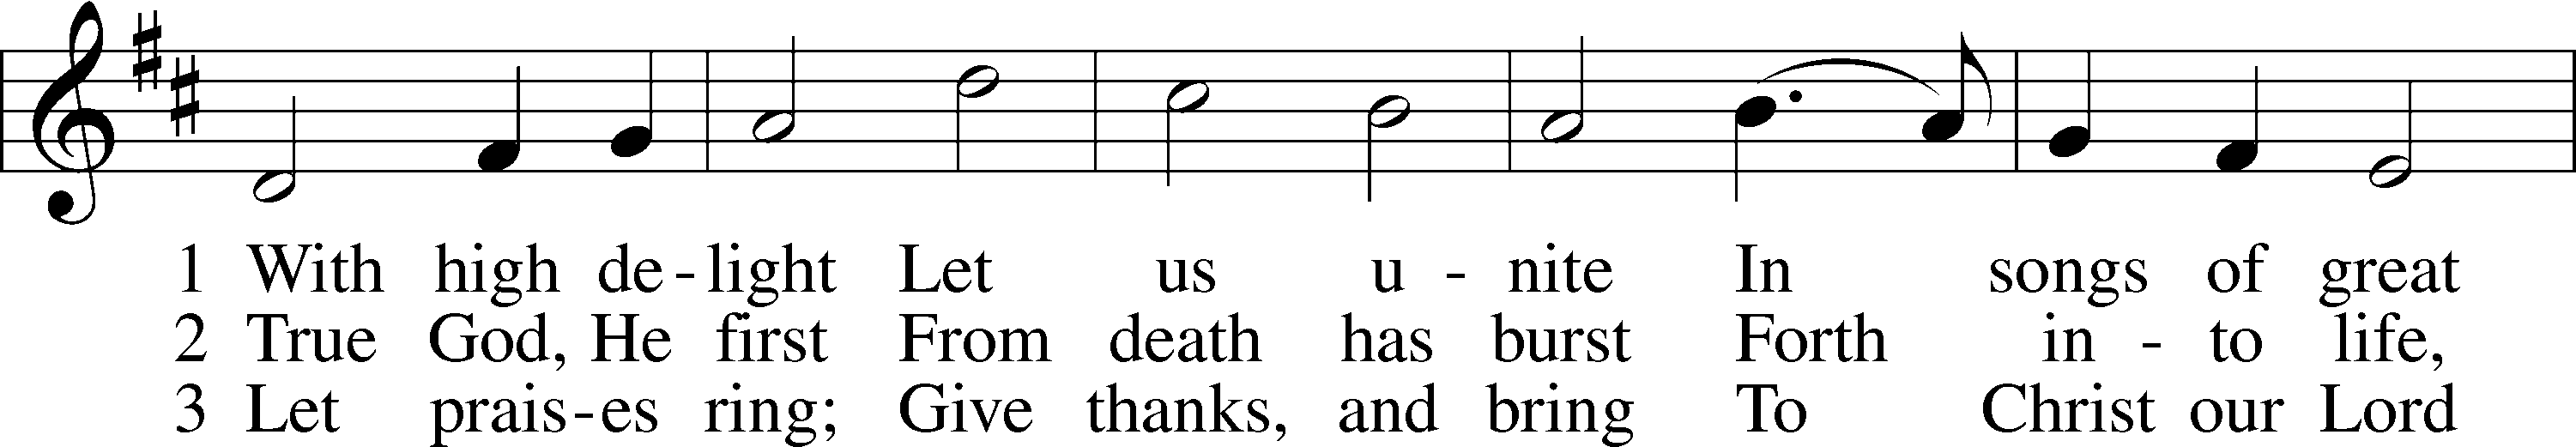 1 With high de - light Let us u - nite In songs of great
2 True God, He first From death has burst Forth in - to life,
3 Let prais - es ring; Give thanks, and bring To Christ our Lord